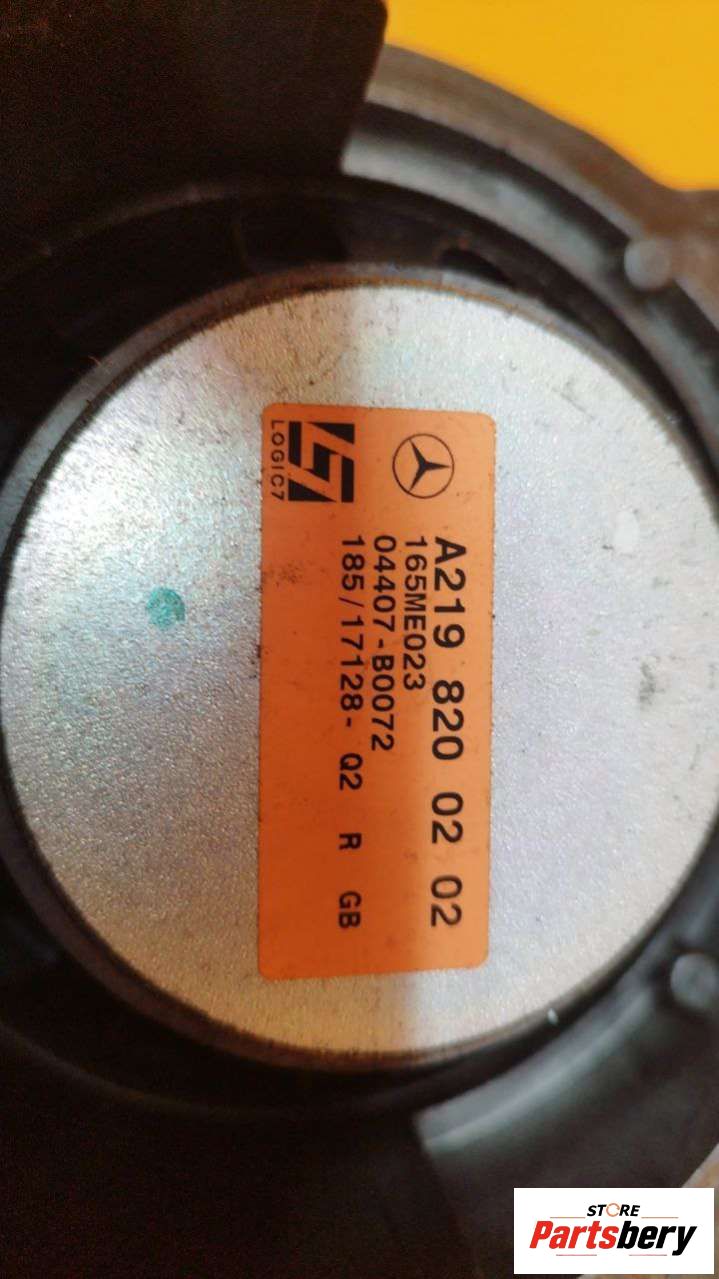 LOGIC7
A219 820 02 02
165ME023
04407-B0072
185/17128- Q2 R GB
STORE
Partsbery